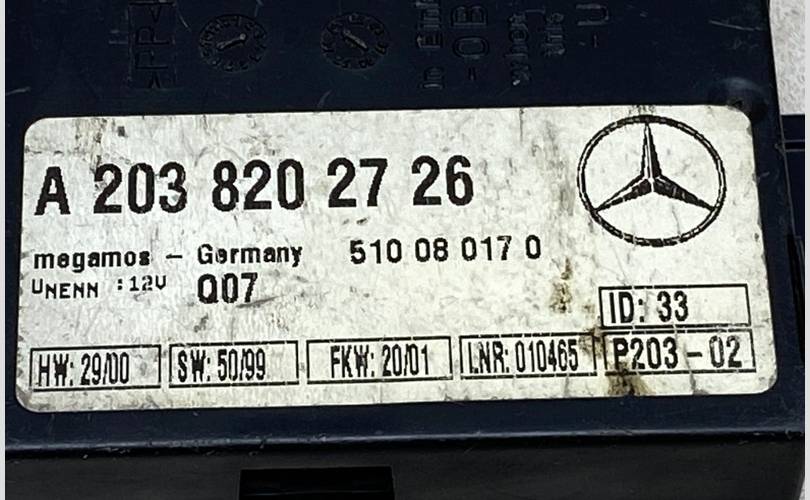 A 203 820 27 26
megamos – Germany 510 08 017 0
UNENN :12V Q07
ID: 33
HW: 29/00 SW: 50/99 FKW: 20/01 LNR: 010465 P203-02